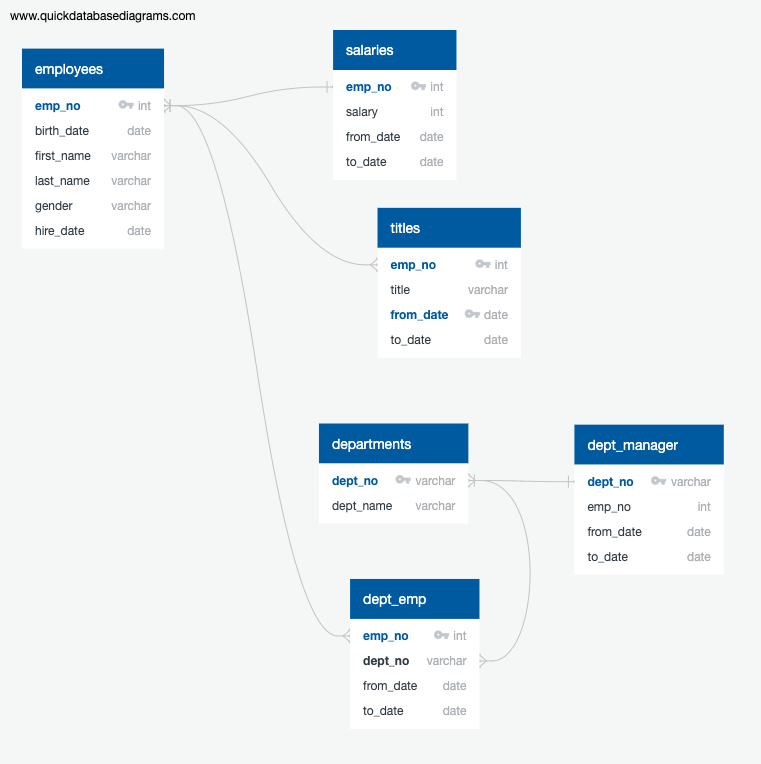 www.quickdatabasediagrams.com
employees
emp_no int
birth_date date
first_name varchar
last_name varchar
gender varchar
hire_date date
salaries
emp_no int
salary int
from_date date
to_date date
titles
emp_no int
title varchar
from_date date
to_date date
departments
dept_no varchar
dept_name varchar
dept_manager
dept_no varchar
emp_no int
from_date date
to_date date
dept_emp
emp_no int
dept_no varchar
from_date date
to_date date